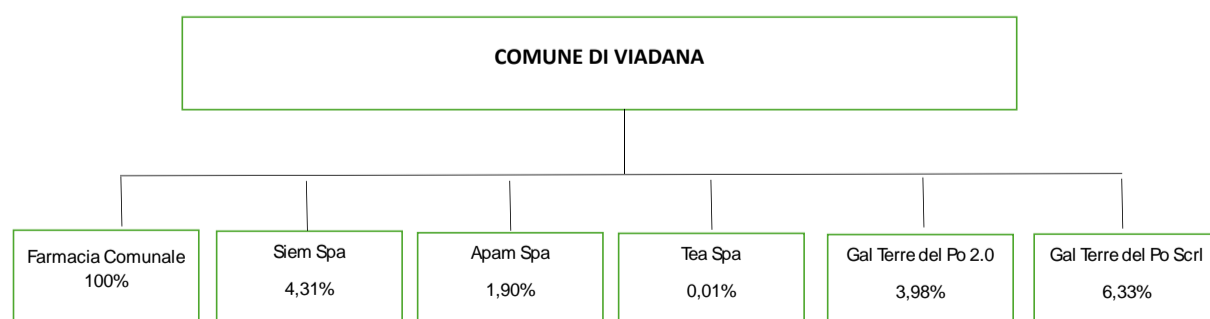 COMUNE DI VIADANA
Farmacia Comunale
100%
Siem Spa
4,31%
Apam Spa
1,90%
Tea Spa
0,01%
Gal Terre del Po 2.0
3,98%
Gal Terre del Po Scrl
6,33%